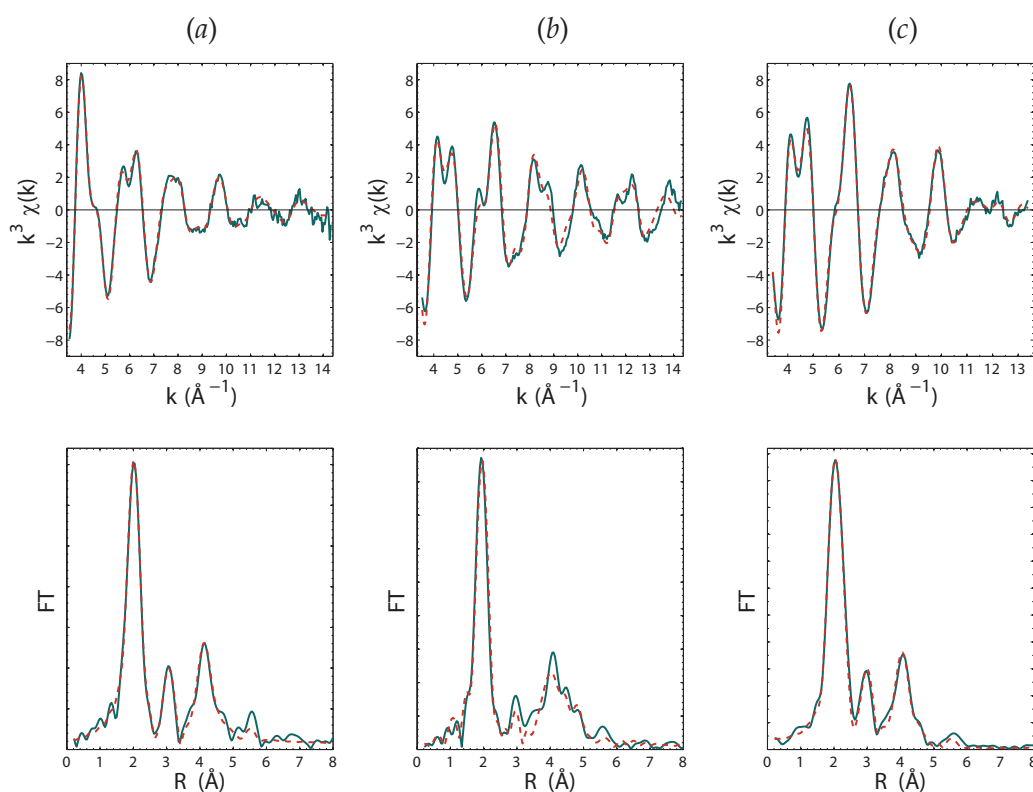 (a) (b) (c)
8 6 4 2 0 −2 −4 −6 −8
k³ χ(k)
4 5 6 7 8 9 10 11 12 13 14
k (Å⁻¹)
8 6 4 2 0 −2 −4 −6 −8
k³ χ(k)
4 5 6 7 8 9 10 11 12 13 14
k (Å⁻¹)
8 6 4 2 0 −2 −4 −6 −8
k³ χ(k)
4 5 6 7 8 9 10 11 12 13
k (Å⁻¹)
FT
0 1 2 3 4 5 6 7 8
R (Å)
FT
0 1 2 3 4 5 6 7 8
R (Å)
FT
0 1 2 3 4 5 6 7 8
R (Å)